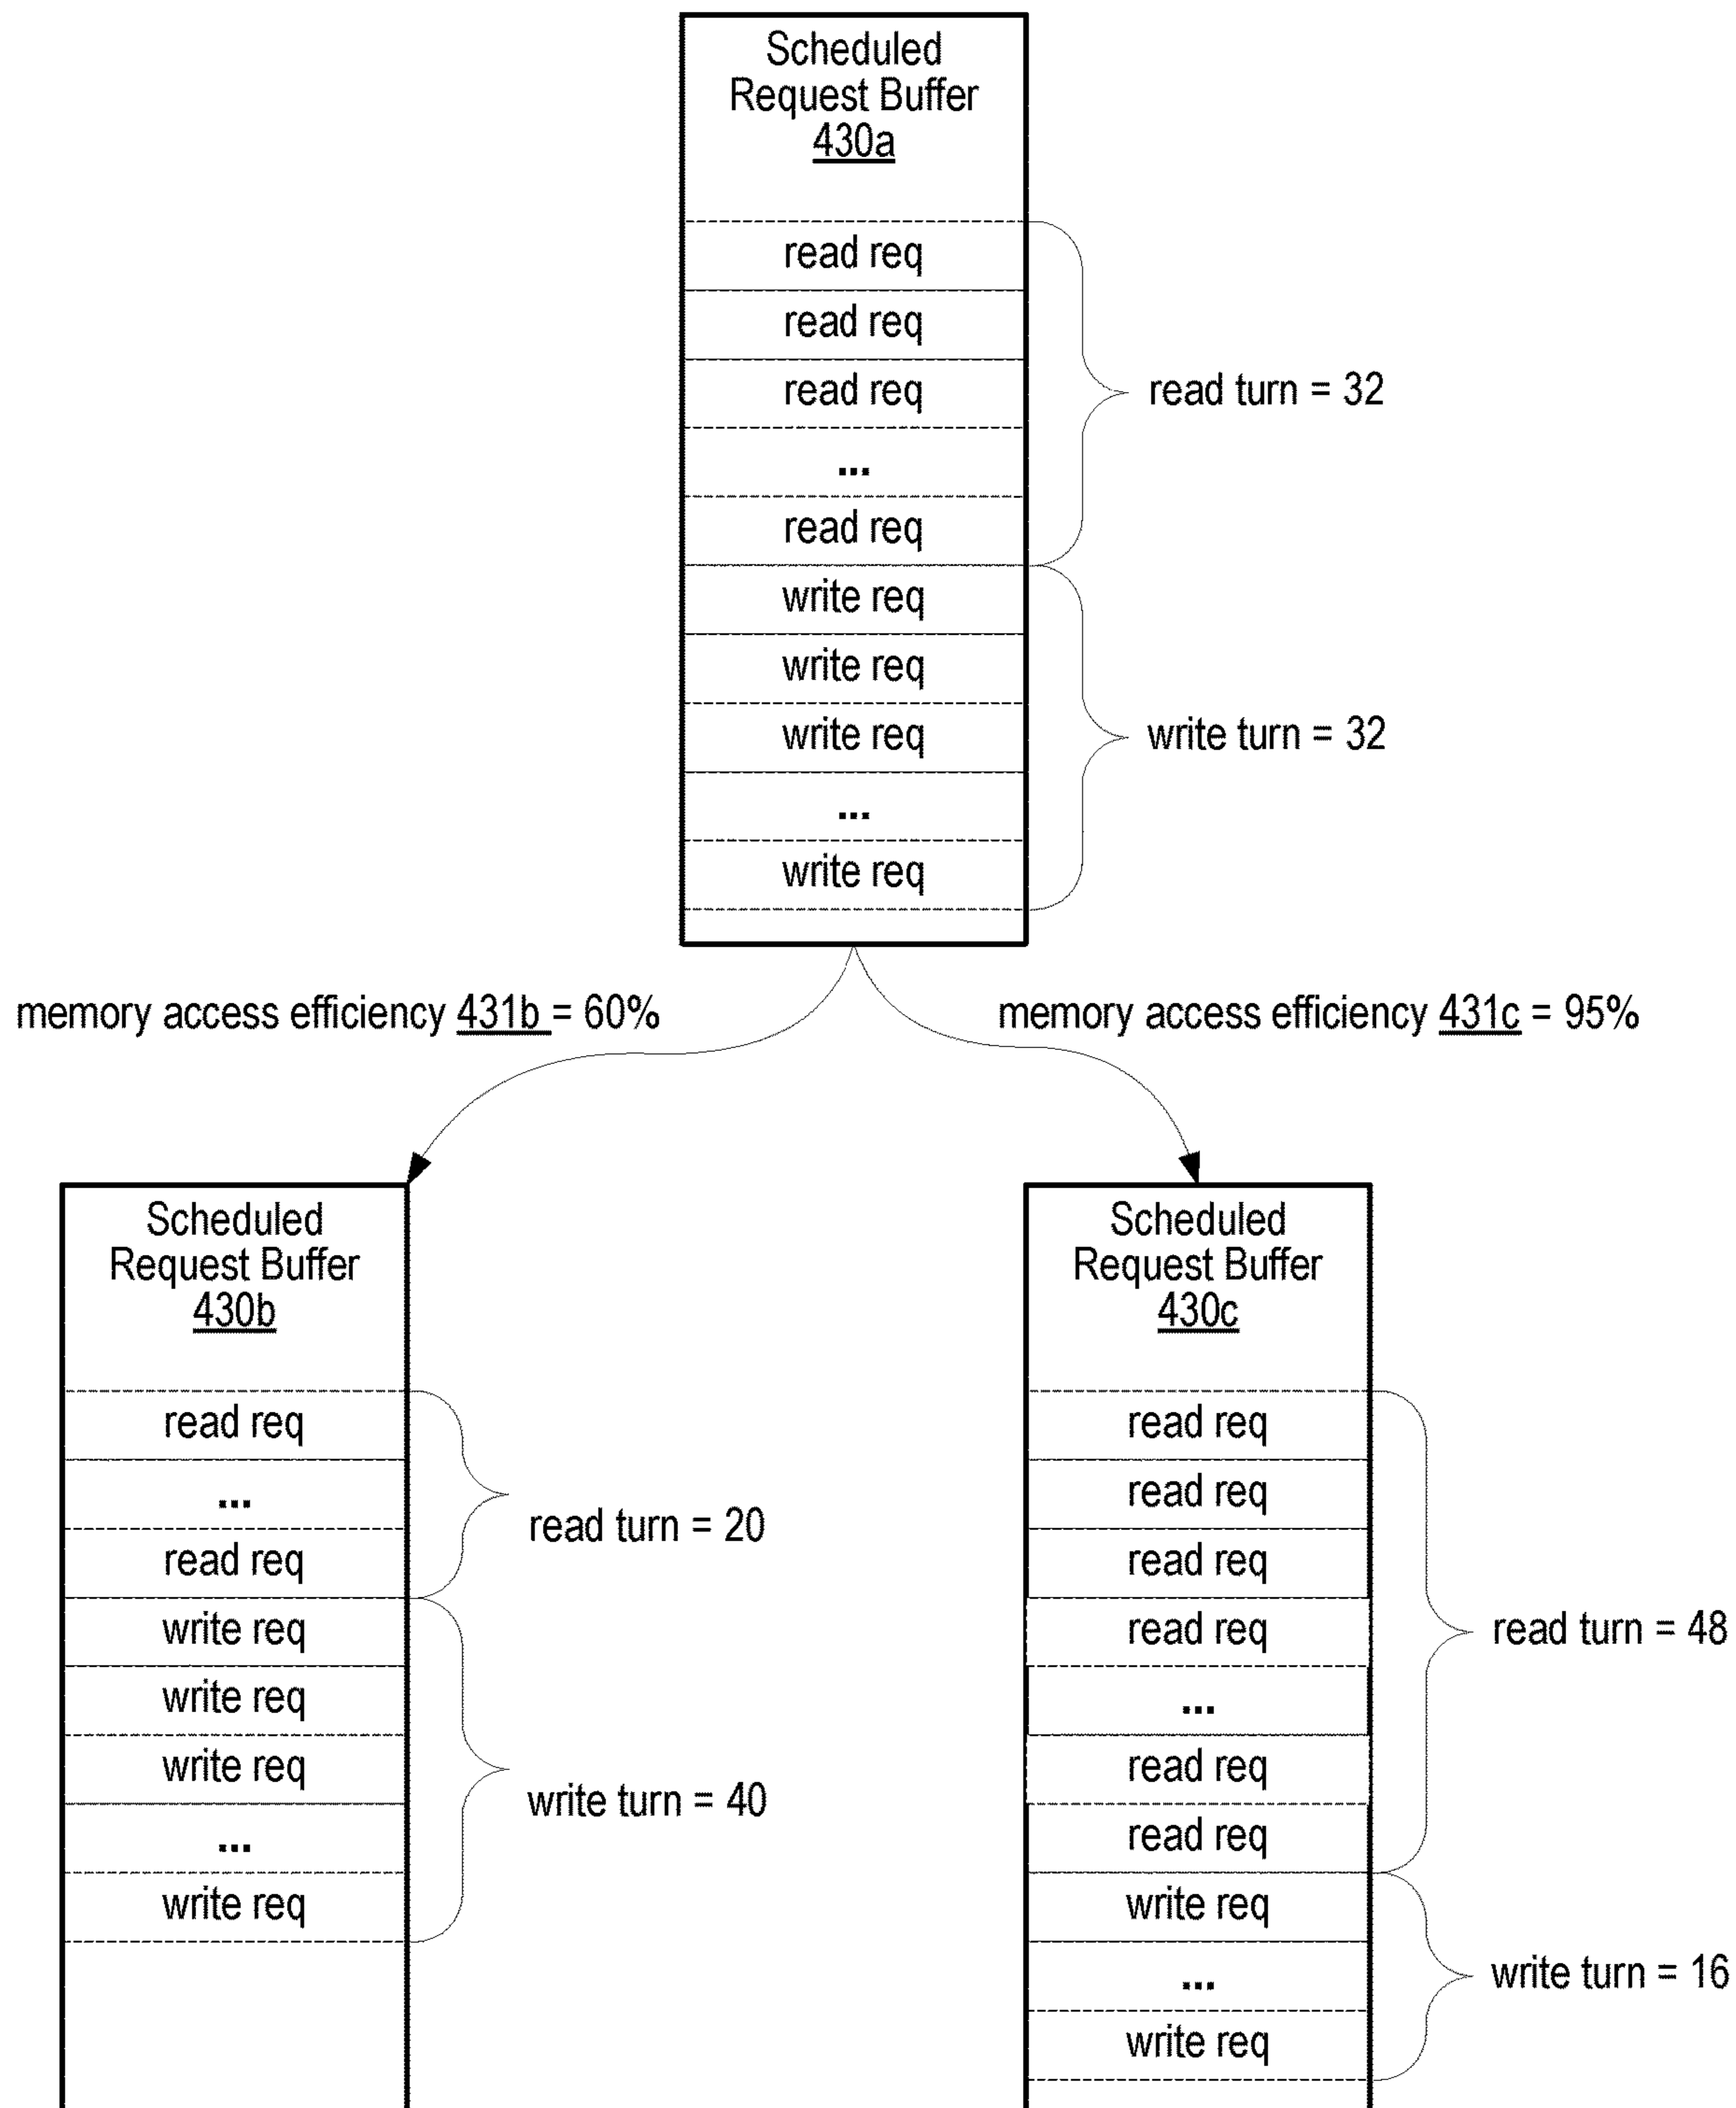 Scheduled
Request Buffer
430a
read req
read req
read req
...
read req
read turn = 32
write req
write req
write req
...
write req
write turn = 32
memory access efficiency 431b = 60%
memory access efficiency 431c = 95%
Scheduled
Request Buffer
430b
read req
...
read req
read turn = 20
write req
write req
write req
...
write req
write turn = 40
Scheduled
Request Buffer
430c
read req
read req
read req
read req
...
read req
read req
read turn = 48
write req
...
write req
write turn = 16